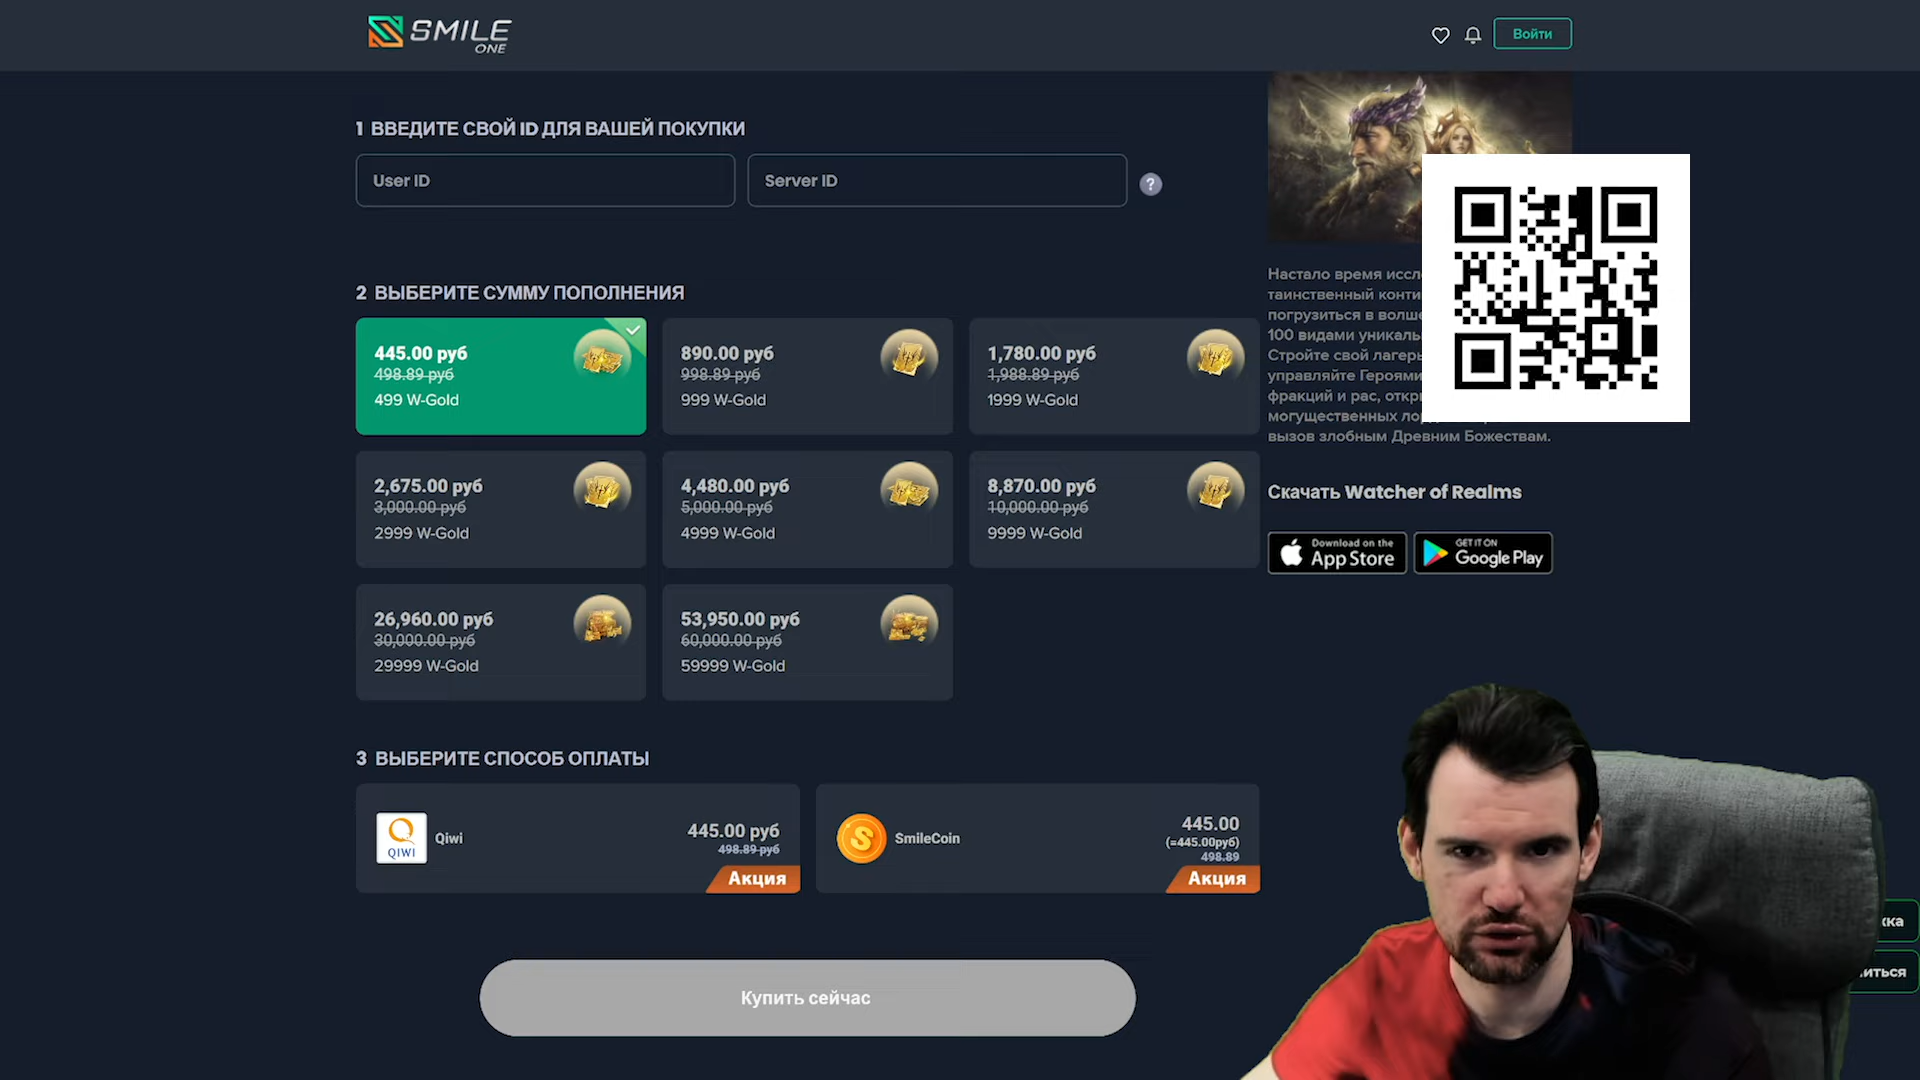 SMILE
ONE
Войти
1 ВВЕДИТЕ СВОЙ ID ДЛЯ ВАШЕЙ ПОКУПКИ
User ID
Server ID
?
2 ВЫБЕРИТЕ СУММУ ПОПОЛНЕНИЯ
445.00 руб
498.89 руб
499 W-Gold
890.00 руб
998.89 руб
999 W-Gold
1,780.00 руб
1,988.89 руб
1999 W-Gold
2,675.00 руб
3,000.00 руб
2999 W-Gold
4,480.00 руб
5,000.00 руб
4999 W-Gold
8,870.00 руб
10,000.00 руб
9999 W-Gold
26,960.00 руб
30,000.00 руб
29999 W-Gold
53,950.00 руб
60,000.00 руб
59999 W-Gold
3 ВЫБЕРИТЕ СПОСОБ ОПЛАТЫ
QIWI
Qiwi
445.00 руб
498.89 руб
Акция
S
SmileCoin
445.00
(=445.00руб)
498.89
Акция
Купить сейчас
Настало время
таинственный
погрузиться в
100 видами
Стройте свой лагерь
управляйте Героями
фракций и рас,
могущественных
вызов злобным Древним Божествам.
Скачать Watcher of Realms
Download on the
App Store
GET IT ON
Google Play